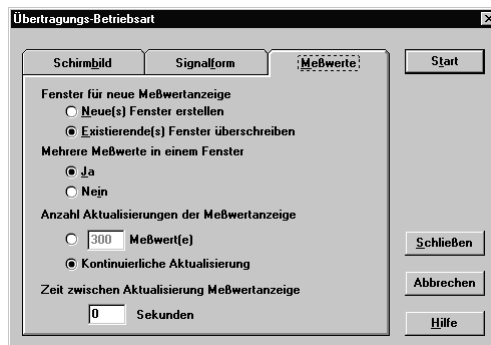 Übertragungs-Betriebsart
Schirmbild Signalform Meßwerte
Fenster für neue Meßwertanzeige
Neue(s) Fenster erstellen
Existierende(s) Fenster überschreiben
Mehrere Meßwerte in einem Fenster
Ja
Nein
Anzahl Aktualisierungen der Meßwertanzeige
300 Meßwert(e)
Kontinuierliche Aktualisierung
Zeit zwischen Aktualisierung Meßwertanzeige
0 Sekunden
Start
Schließen
Abbrechen
Hilfe